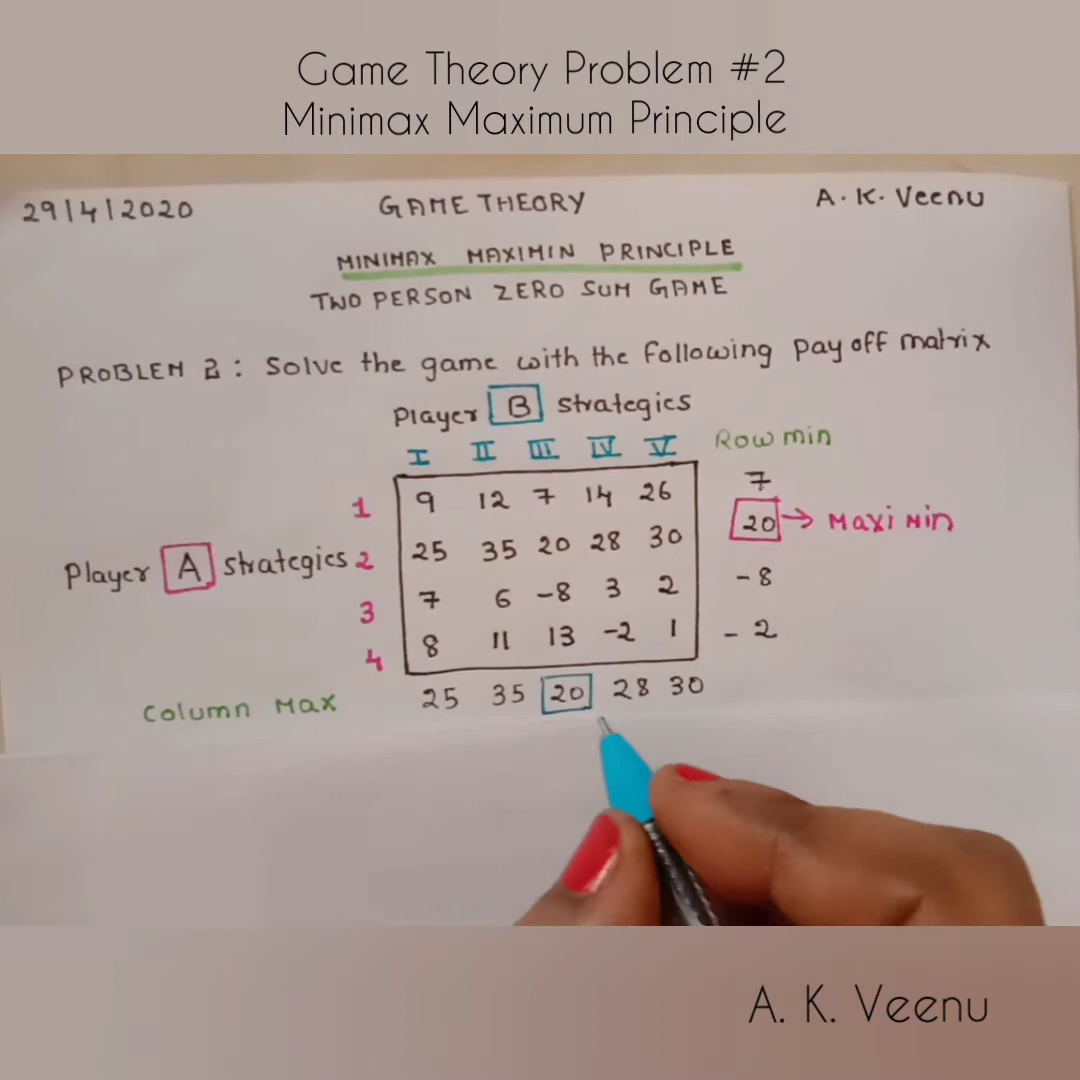 Game Theory Problem #2
Minimax Maximum Principle
29/4/2020 GAME THEORY A. K. Veenu
MINIMAX MAXIMIN PRINCIPLE
TWO PERSON ZERO SUM GAME
PROBLEM 2 : Solve the game with the following pay off matrix
Player B strategies
I II III IV V Row min
1 9 12 7 14 26 7
Player A strategies 2 25 35 20 28 30 20 → Maxi Min
3 7 6 -8 3 2 -8
4 8 11 13 -2 1 -2
Column Max 25 35 20 28 30
A. K. Veenu